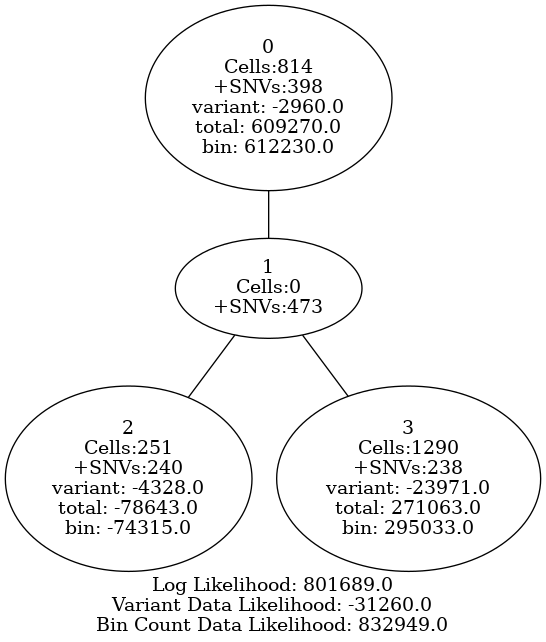 0
Cells:814
+SNVs:398
variant: -2960.0
total: 609270.0
bin: 612230.0
1
Cells:0
+SNVs:473
2
Cells:251
+SNVs:240
variant: -4328.0
total: -78643.0
bin: -74315.0
3
Cells:1290
+SNVs:238
variant: -23971.0
total: 271063.0
bin: 295033.0
Log Likelihood: 801689.0
Variant Data Likelihood: -31260.0
Bin Count Data Likelihood: 832949.0